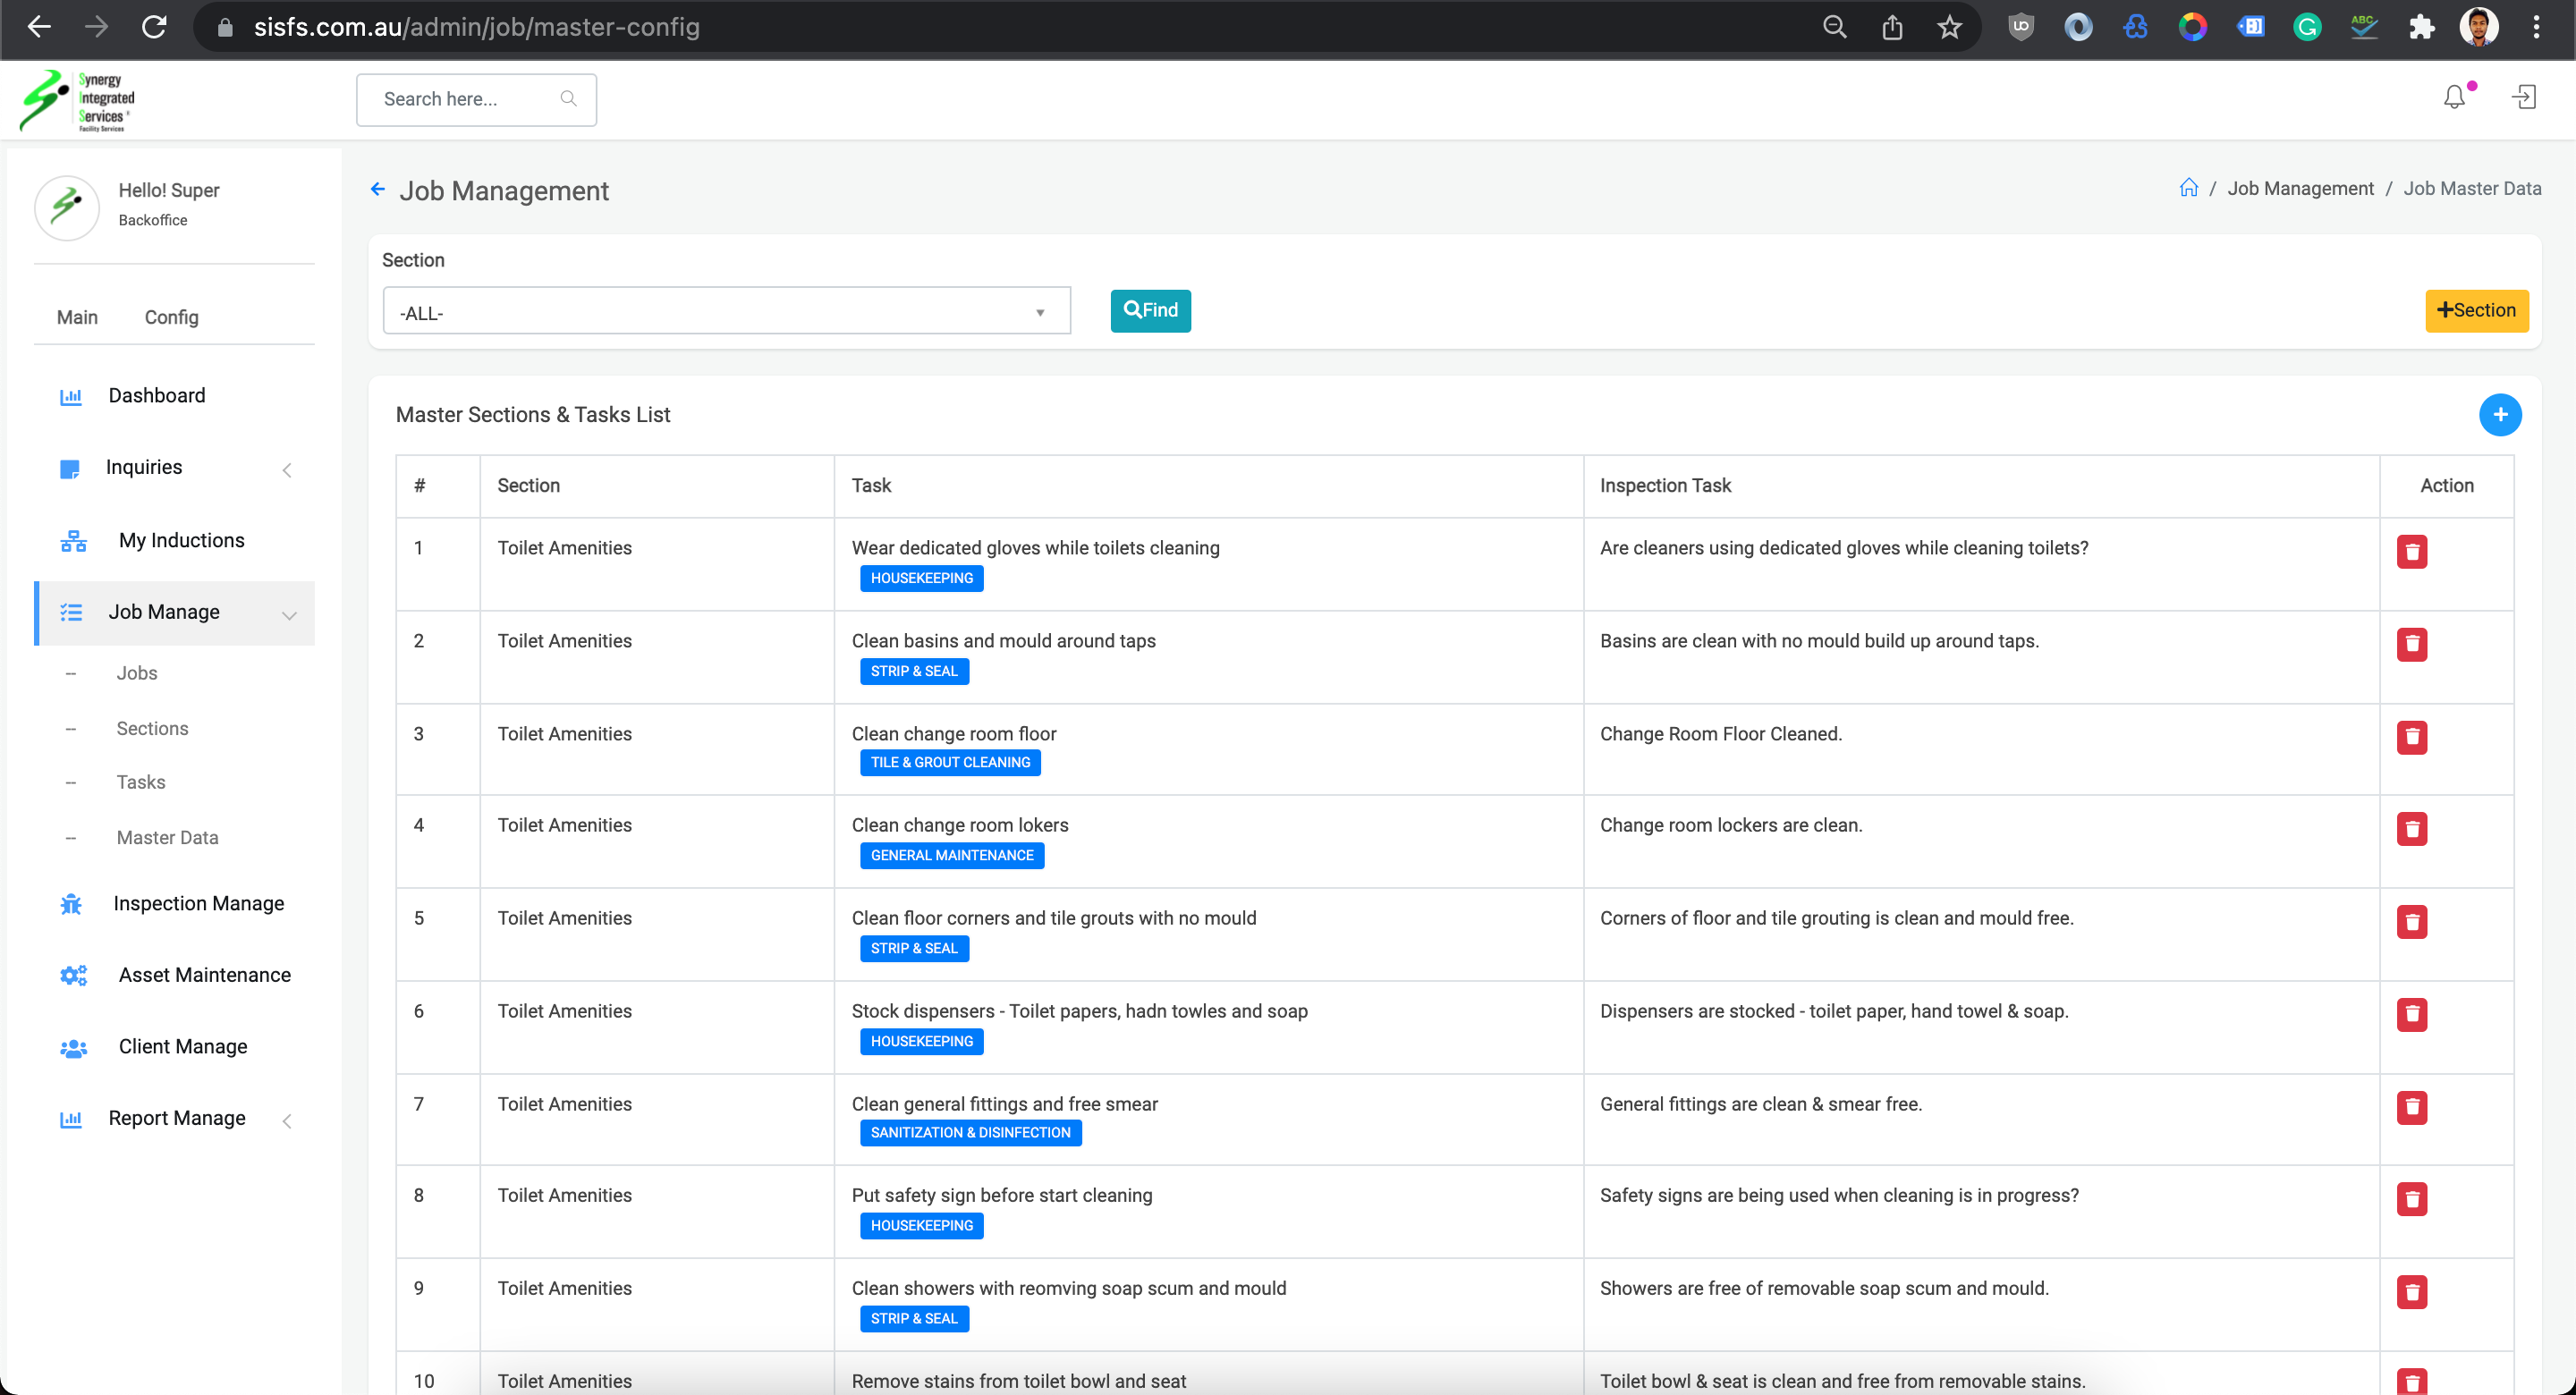 sisfs.com.au/admin/job/master-config
Synergy
Integrated
Services
Facility Services
Search here...
Hello! Super
Backoffice
Main Config
Dashboard
Inquiries
My Inductions
Job Manage
-- Jobs
-- Sections
-- Tasks
-- Master Data
Inspection Manage
Asset Maintenance
Client Manage
Report Manage
Job Management
/ Job Management / Job Master Data
Section
-ALL-
Find
+Section
Master Sections & Tasks List
# Section Task Inspection Task Action
1 Toilet Amenities Wear dedicated gloves while toilets cleaning Are cleaners using dedicated gloves while cleaning toilets?
HOUSEKEEPING
2 Toilet Amenities Clean basins and mould around taps Basins are clean with no mould build up around taps.
STRIP & SEAL
3 Toilet Amenities Clean change room floor Change Room Floor Cleaned.
TILE & GROUT CLEANING
4 Toilet Amenities Clean change room lokers Change room lockers are clean.
GENERAL MAINTENANCE
5 Toilet Amenities Clean floor corners and tile grouts with no mould Corners of floor and tile grouting is clean and mould free.
STRIP & SEAL
6 Toilet Amenities Stock dispensers - Toilet papers, hadn towles and soap Dispensers are stocked - toilet paper, hand towel & soap.
HOUSEKEEPING
7 Toilet Amenities Clean general fittings and free smear General fittings are clean & smear free.
SANITIZATION & DISINFECTION
8 Toilet Amenities Put safety sign before start cleaning Safety signs are being used when cleaning is in progress?
HOUSEKEEPING
9 Toilet Amenities Clean showers with reomving soap scum and mould Showers are free of removable soap scum and mould.
STRIP & SEAL
10 Toilet Amenities Remove stains from toilet bowl and seat Toilet bowl & seat is clean and free from removable stains.